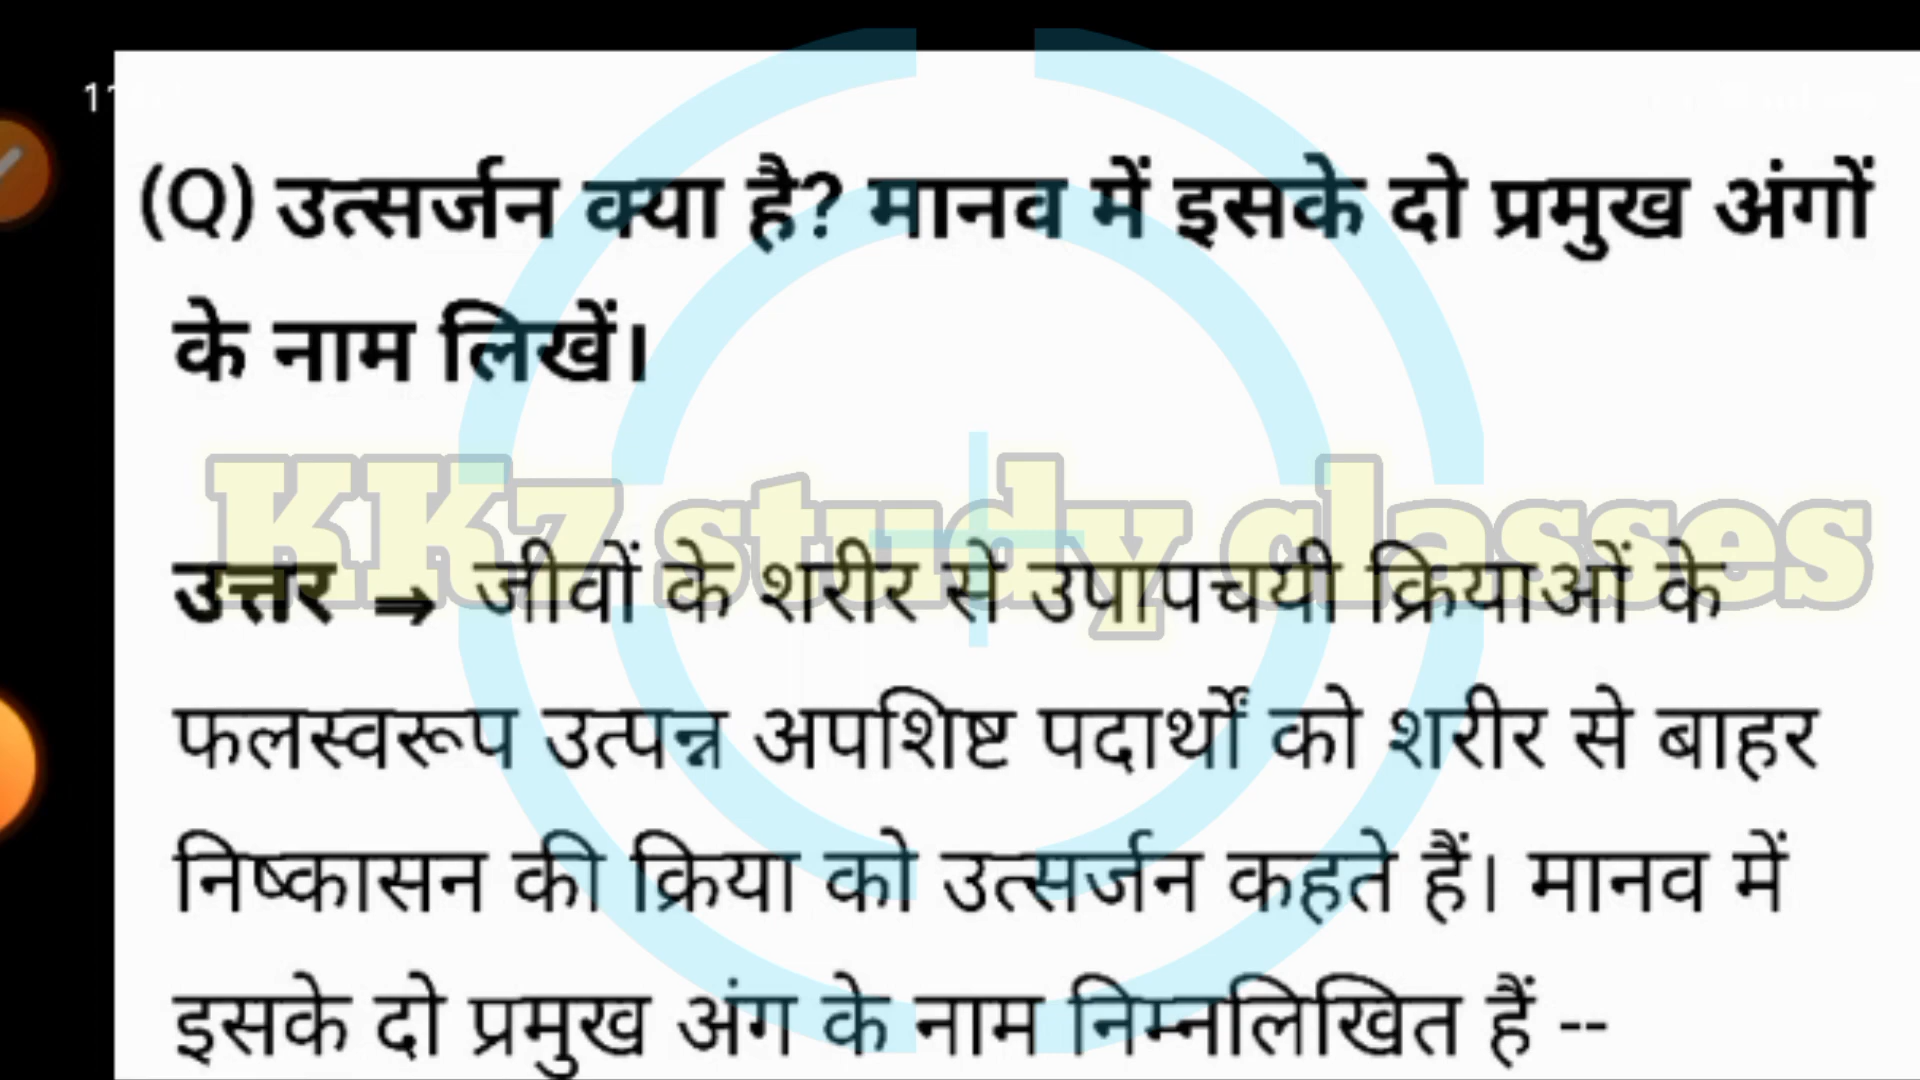 (Q) उत्सर्जन क्या है? मानव में इसके दो प्रमुख अंगों
के नाम लिखें।
KK7 study classes
उत्तर ⇒ जीवों के शरीर से उपापचयी क्रियाओं के
फलस्वरूप उत्पन्न अपशिष्ट पदार्थों को शरीर से बाहर
निष्कासन की क्रिया को उत्सर्जन कहते हैं। मानव में
इसके दो प्रमुख अंग के नाम निम्नलिखित हैं --